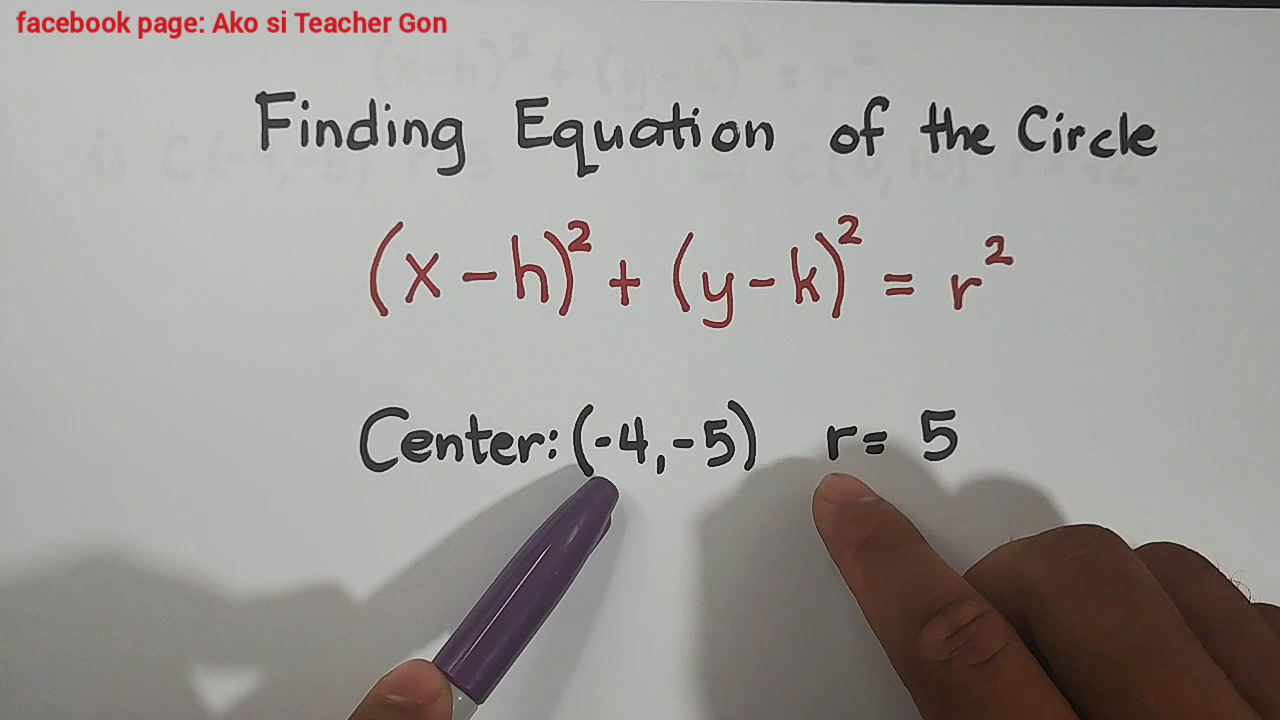 facebook page: Ako si Teacher Gon
Finding Equation of the Circle
(x-h)² + (y-k)² = r²
Center: (-4, -5) r = 5